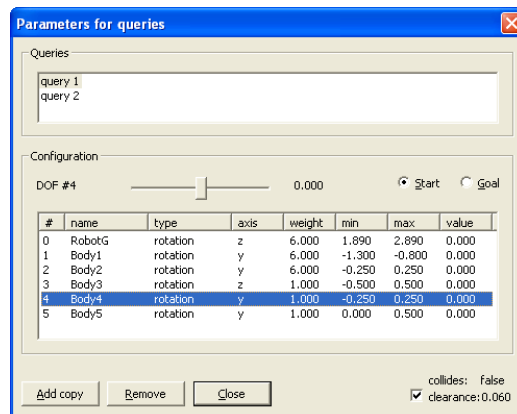 Parameters for queries
Queries
query 1
query 2
Configuration
DOF #4 0.000 Start Goal
# name type axis weight min max value
0 RobotG rotation z 6.000 1.890 2.890 0.000
1 Body1 rotation y 6.000 -1.300 -0.800 0.000
2 Body2 rotation y 6.000 -0.250 0.250 0.000
3 Body3 rotation z 1.000 -0.500 0.500 0.000
4 Body4 rotation y 1.000 -0.250 0.250 0.000
5 Body5 rotation y 1.000 0.000 0.500 0.000
collides: false
Add copy Remove Close clearance: 0.060